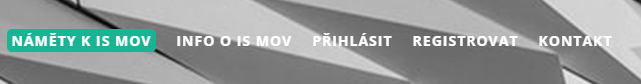 NÁMĚTY K IS MOV INFO O IS MOV PŘIHLÁSIT REGISTROVAT KONTAKT